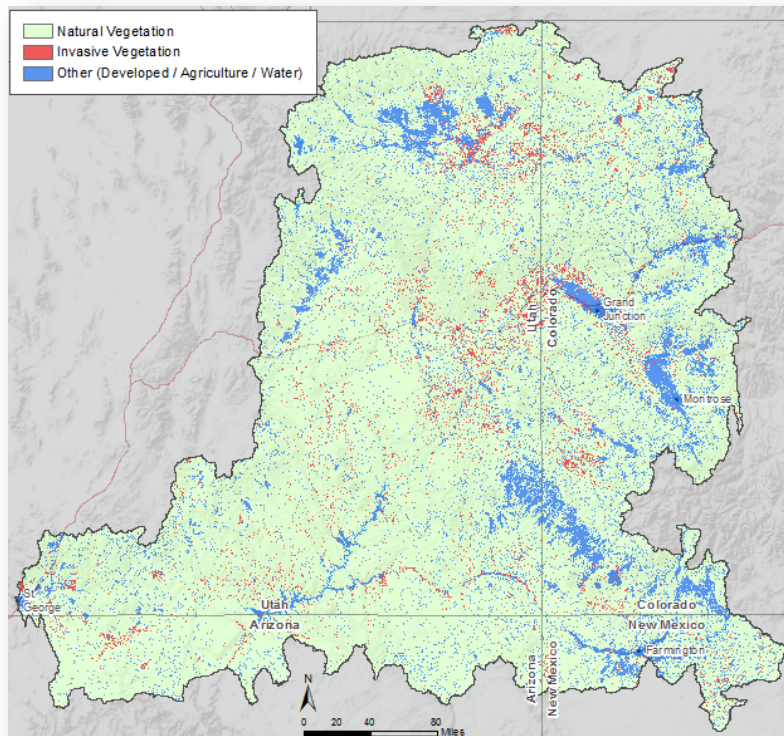 Natural Vegetation
Invasive Vegetation
Other (Developed / Agriculture / Water)
Utah
Colorado
Grand
Junction
Montrose
St.
George
Utah
Arizona
Colorado
New Mexico
Arizona
New Mexico
Farmington
N
0 20 40 80
Miles